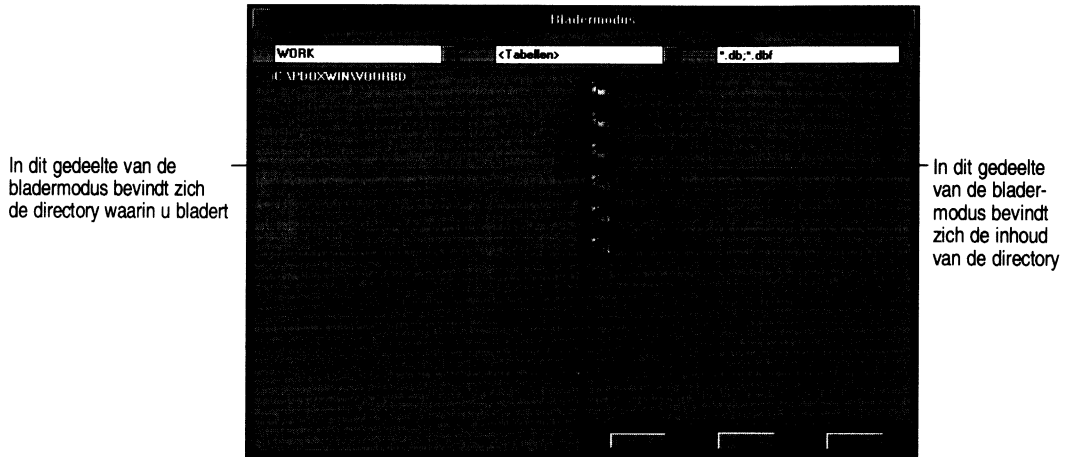 Bladermodus
WORK
<Tabellen>
*.db;*.dbf
C:\PDOXWIN\VOORBD
In dit gedeelte van de
bladermodus bevindt zich
de directory waarin u bladert
In dit gedeelte
van de blader-
modus bevindt
zich de inhoud
van de directory